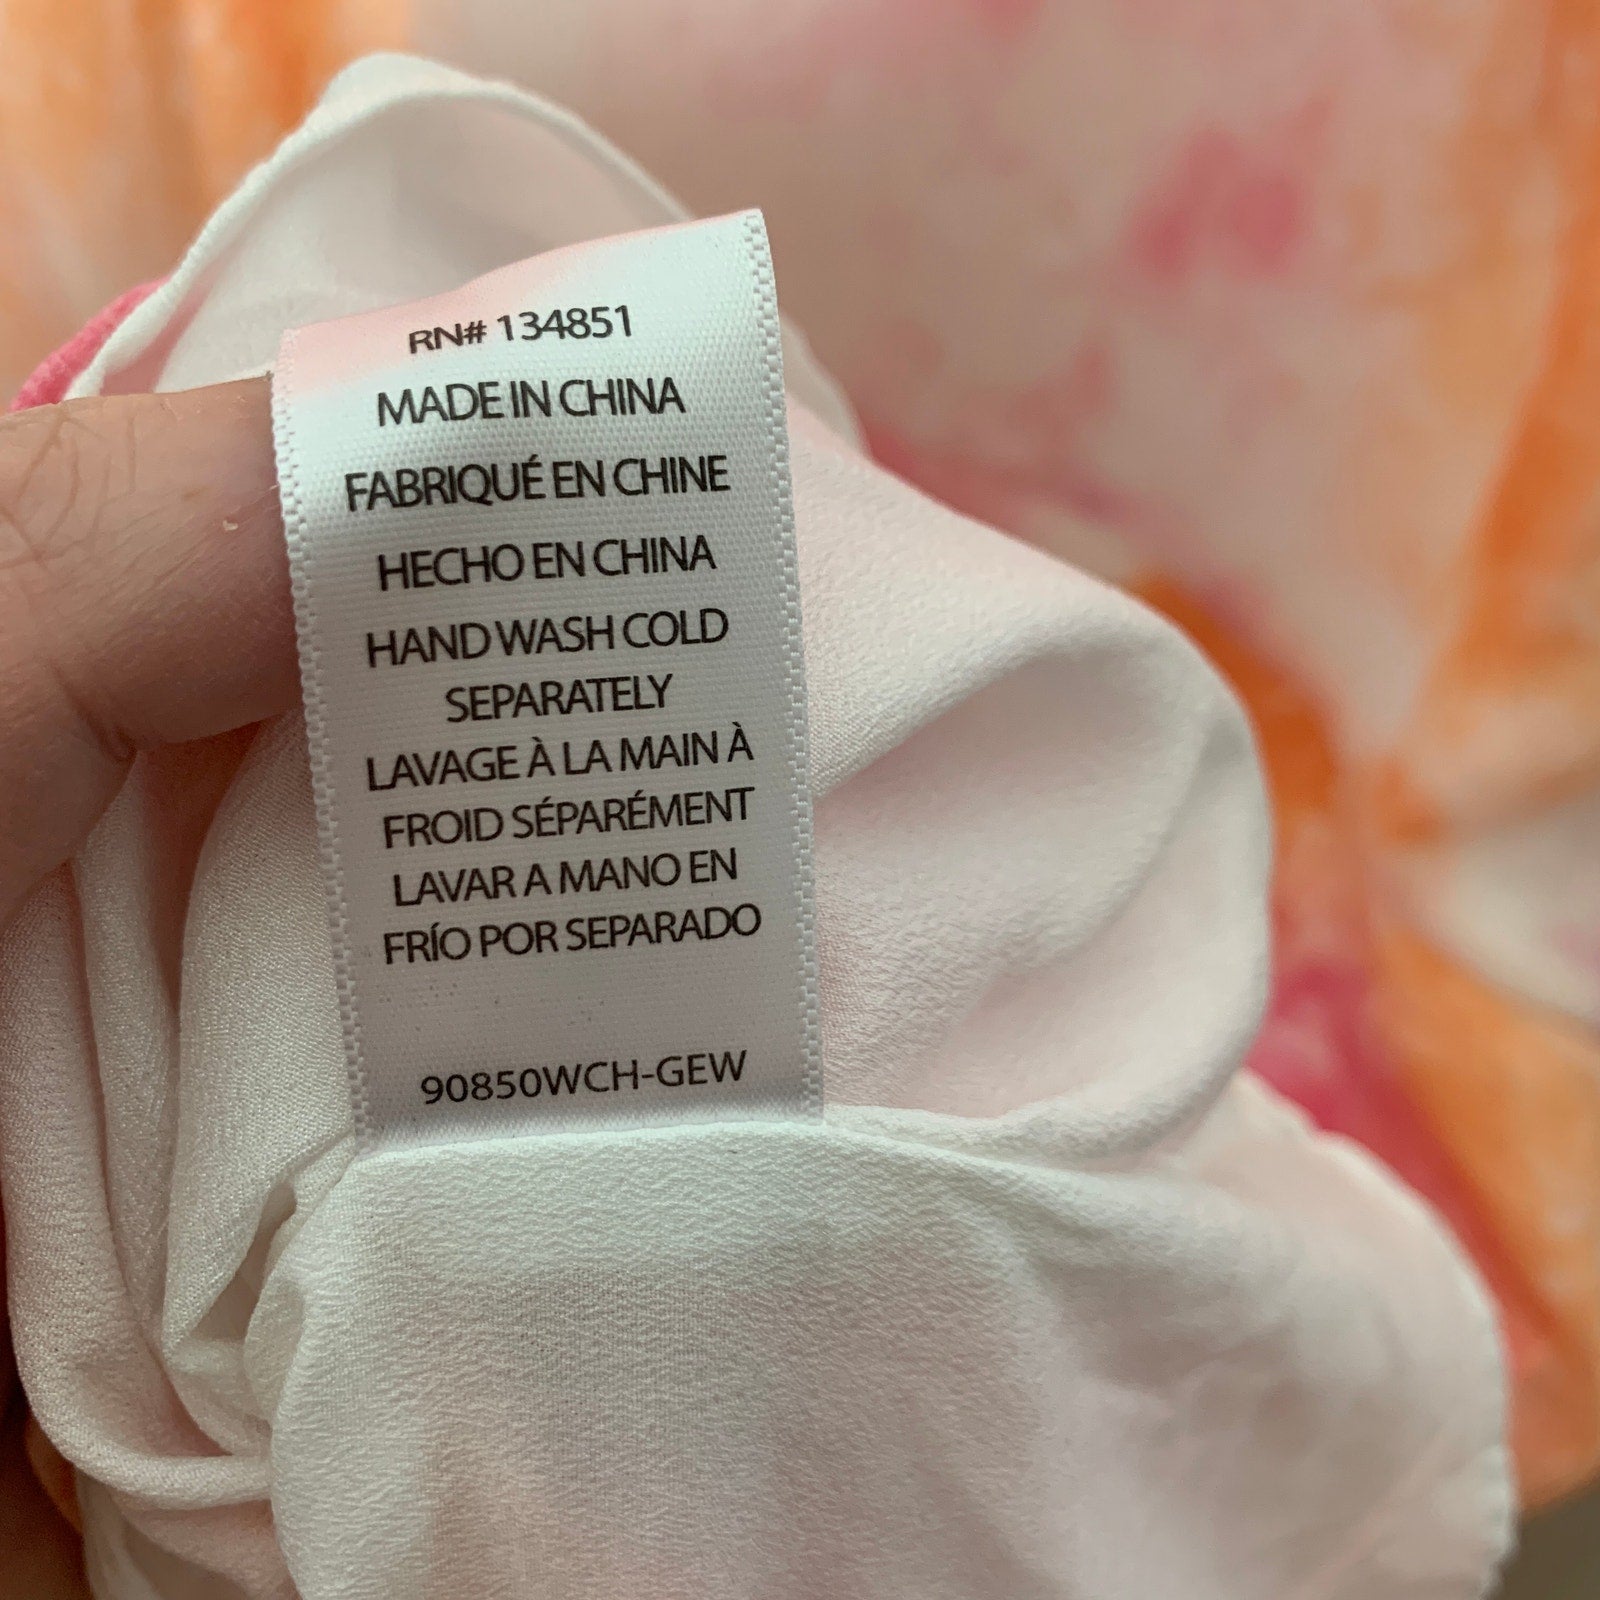 RN# 134851
MADE IN CHINA
FABRIQUÉ EN CHINE
HECHO EN CHINA
HAND WASH COLD
SEPARATELY
LAVAGE À LA MAIN À
FROID SÉPARÉMENT
LAVAR A MANO EN
FRÍO POR SEPARADO
90850WCH-GEW